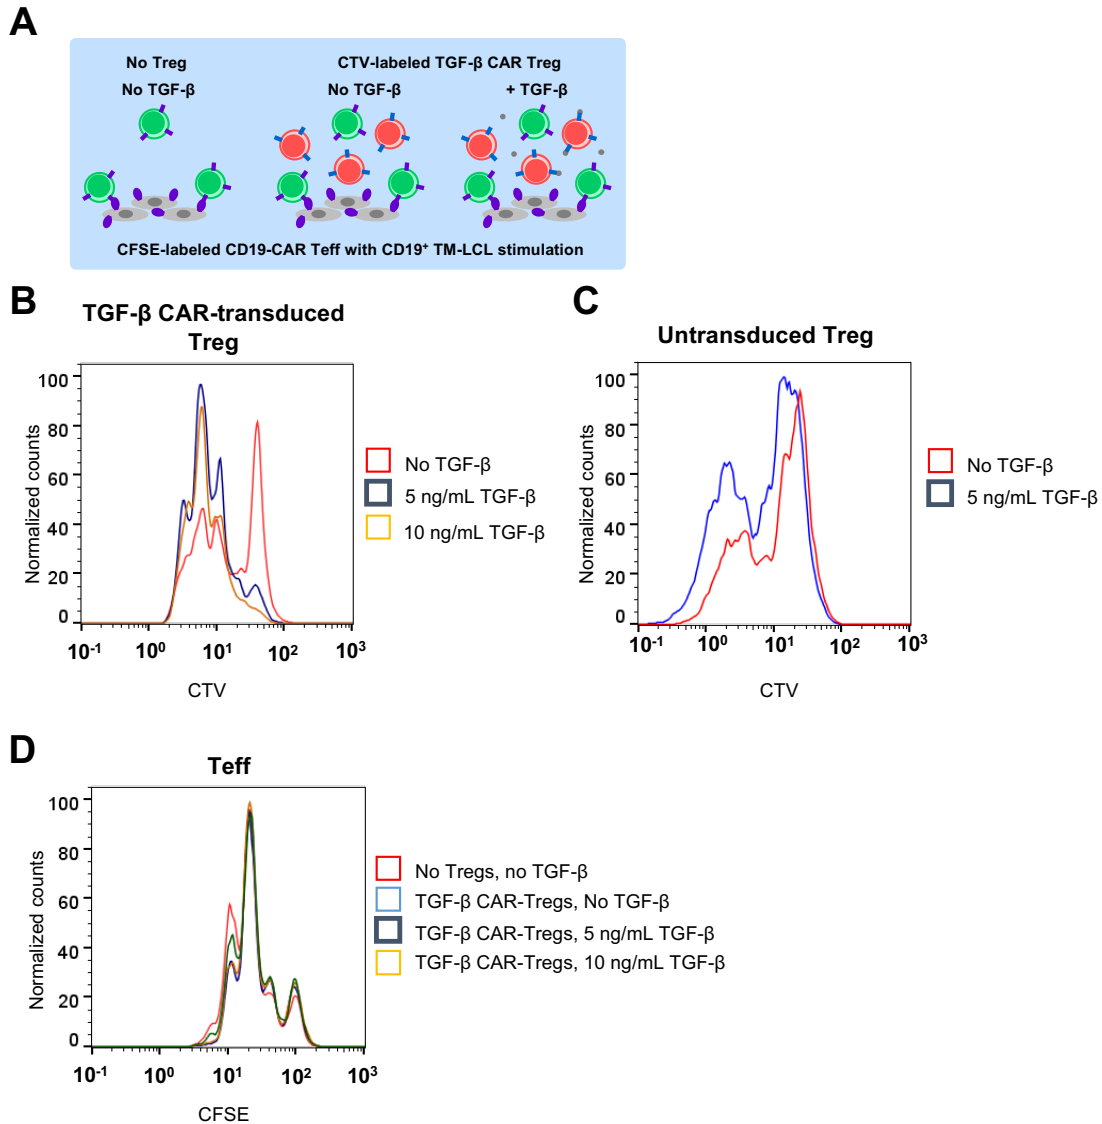 A
No Treg
No TGF-β
CTV-labeled TGF-β CAR Treg
No TGF-β
+ TGF-β
CFSE-labeled CD19-CAR Teff with CD19⁺ TM-LCL stimulation
B
TGF-β CAR-transduced
Treg
Normalized counts
100
80
60
40
20
0
10⁻¹ 10⁰ 10¹ 10² 10³
CTV
No TGF-β
5 ng/mL TGF-β
10 ng/mL TGF-β
C
Untransduced Treg
Normalized counts
100
80
60
40
20
0
10⁻¹ 10⁰ 10¹ 10² 10³
CTV
No TGF-β
5 ng/mL TGF-β
D
Teff
Normalized counts
100
80
60
40
20
0
10⁻¹ 10⁰ 10¹ 10² 10³
CFSE
No Tregs, no TGF-β
TGF-β CAR-Tregs, No TGF-β
TGF-β CAR-Tregs, 5 ng/mL TGF-β
TGF-β CAR-Tregs, 10 ng/mL TGF-β